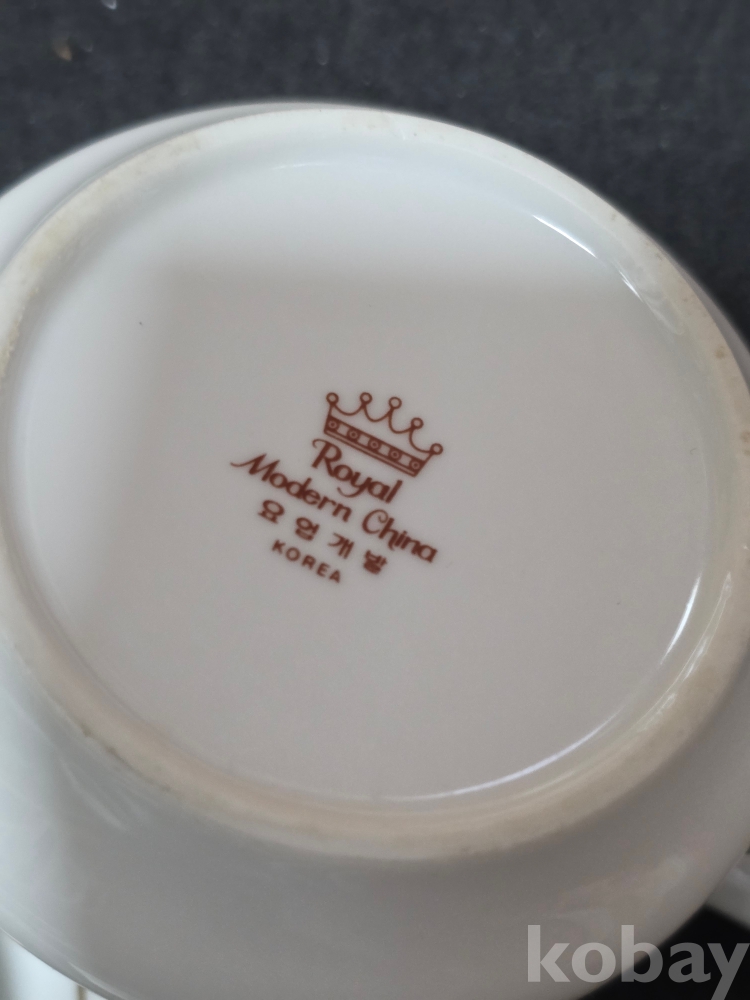 Royal
Modern China
요업개발
KOREA
kobay